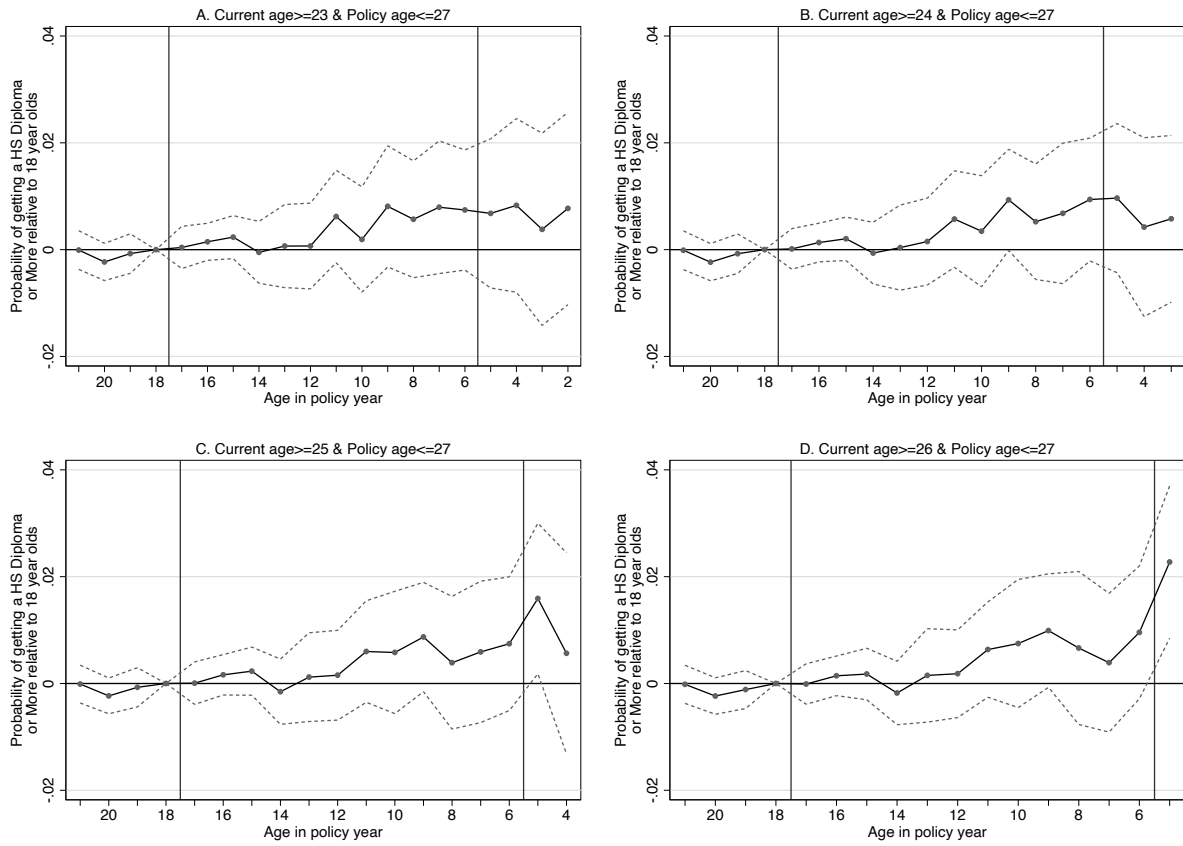 A. Current age>=23 & Policy age<=27
Probability of getting a HS Diploma
or More relative to 18 year olds
.04
.02
0
-.02
20 18 16 14 12 10 8 6 4 2
Age in policy year
B. Current age>=24 & Policy age<=27
Probability of getting a HS Diploma
or More relative to 18 year olds
.04
.02
0
-.02
20 18 16 14 12 10 8 6 4
Age in policy year
C. Current age>=25 & Policy age<=27
Probability of getting a HS Diploma
or More relative to 18 year olds
.04
.02
0
-.02
20 18 16 14 12 10 8 6 4
Age in policy year
D. Current age>=26 & Policy age<=27
Probability of getting a HS Diploma
or More relative to 18 year olds
.04
.02
0
-.02
20 18 16 14 12 10 8 6
Age in policy year